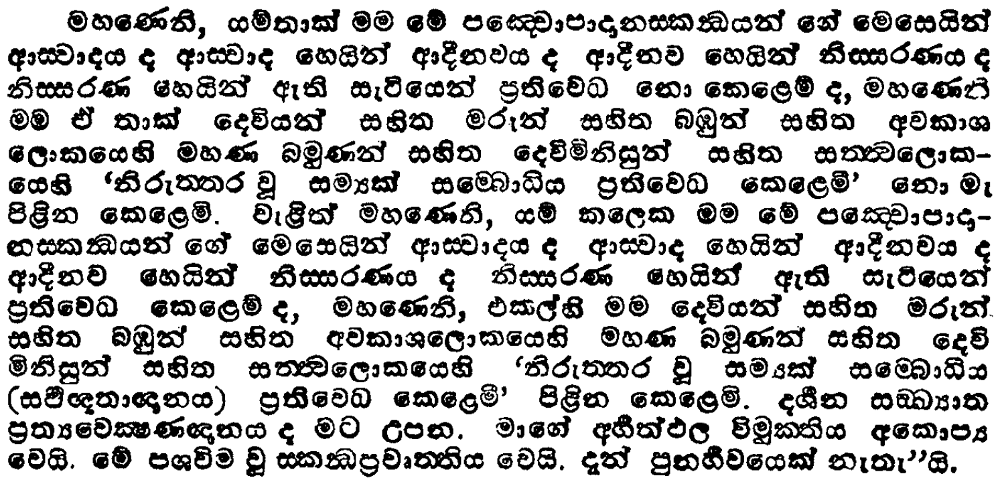 මහණෙනි, යම්තාක් මම මේ පඤ්චොපාදානස්කන්ධයන් ගේ මෙසෙයින්
ආස්වාදය ද ආස්වාද හෙයින් ආදීනවය ද ආදීනව හෙයින් නිස්සරණය ද
නිස්සරණ හෙයින් ඇති සැටියෙන් ප්‍රතිවේධ නො කෙළෙම් ද, මහණෙනි
මම ඒ තාක් දෙවියන් සහිත මරුන් සහිත බඹුන් සහිත අවකාශ
ලොකයෙහි මහණ බමුණන් සහිත දෙව්මිනිසුන් සහිත සත්ත්වලොක-
යෙහි ‘නිරුත්තර වූ සම්‍යක් සම්බොධිය ප්‍රතිවේධ කෙළෙමි’ නො මැ
පිළින කෙළෙමි. වැළිත් මහණෙනි, යම් කලෙක මම මේ පඤ්චොපාදා-
නස්කන්ධයන් ගේ මෙසෙයින් ආස්වාදය ද ආස්වාද හෙයින් ආදීනවය ද
ආදීනව හෙයින් නිස්සරණය ද නිස්සරණ හෙයින් ඇති සැටියෙන්
ප්‍රතිවේධ කෙළෙම් ද, මහණෙනි, එකල්හි මම දෙවියන් සහිත මරුන්
සහිත බඹුන් සහිත අවකාශලොකයෙහි මහණ බමුණන් සහිත දෙව්
මිනිසුන් සහිත සත්ත්වලොකයෙහි ‘නිරුත්තර වූ සම්‍යක් සම්බොධිය
(සර්වඥතාඥානය) ප්‍රතිවේධ කෙළෙමි’ පිළින කෙළෙමි. දර්ශන සඞ්ඛ්‍යාත
ප්‍රත්‍යවෙක්ෂණඥානය ද මට උපන. මාගේ අර්හත්ඵල විමුක්තිය අකොප්‍ය
වෙයි. මේ පශ්චිම වූ ස්කන්ධප්‍රවෘත්තිය වෙයි. දැන් පුනර්භවයෙක් නැතැ”යි.